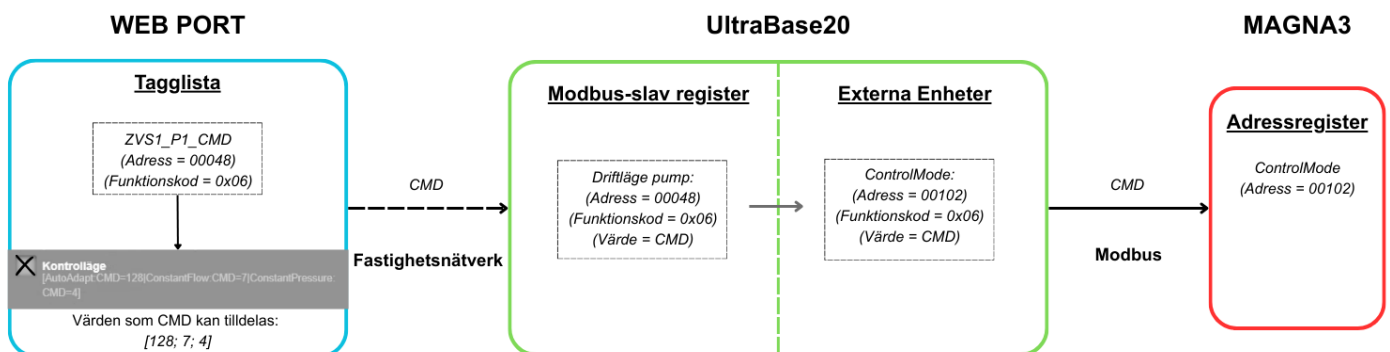 WEB PORT
UltraBase20
MAGNA3
Tagglista
ZVS1_P1_CMD
(Adress = 00048)
(Funktionskod = 0x06)
Kontrolläge
[AutoAdapt:CMD=128|ConstantFlow:CMD=7|ConstantPressure:
CMD=4]
Värden som CMD kan tilldelas:
[128; 7; 4]
CMD
Fastighetsnätverk
Modbus-slav register
Driftläge pump:
(Adress = 00048)
(Funktionskod = 0x06)
(Värde = CMD)
Externa Enheter
ControlMode:
(Adress = 00102)
(Funktionskod = 0x06)
(Värde = CMD)
CMD
Modbus
Adressregister
ControlMode
(Adress = 00102)